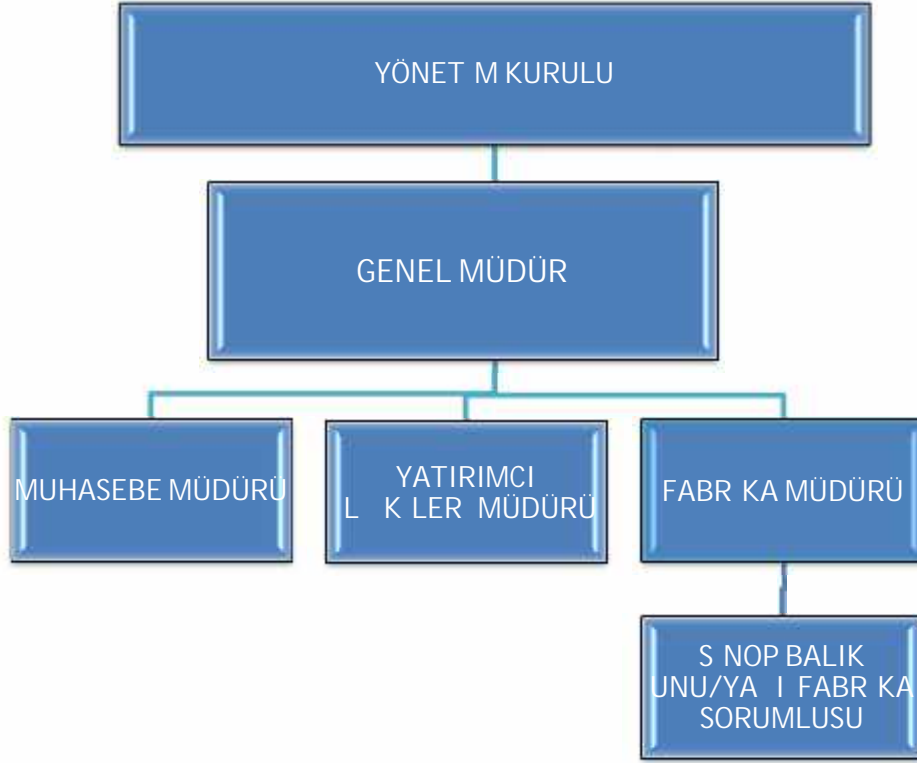 YÖNET M KURULU
GENEL MÜDÜR
MUHASEBE MÜDÜRÜ
YATIRIMCI
L K LER MÜDÜRÜ
FABR KA MÜDÜRÜ
S NOP BALIK
UNU/YA I FABR KA
SORUMLUSU